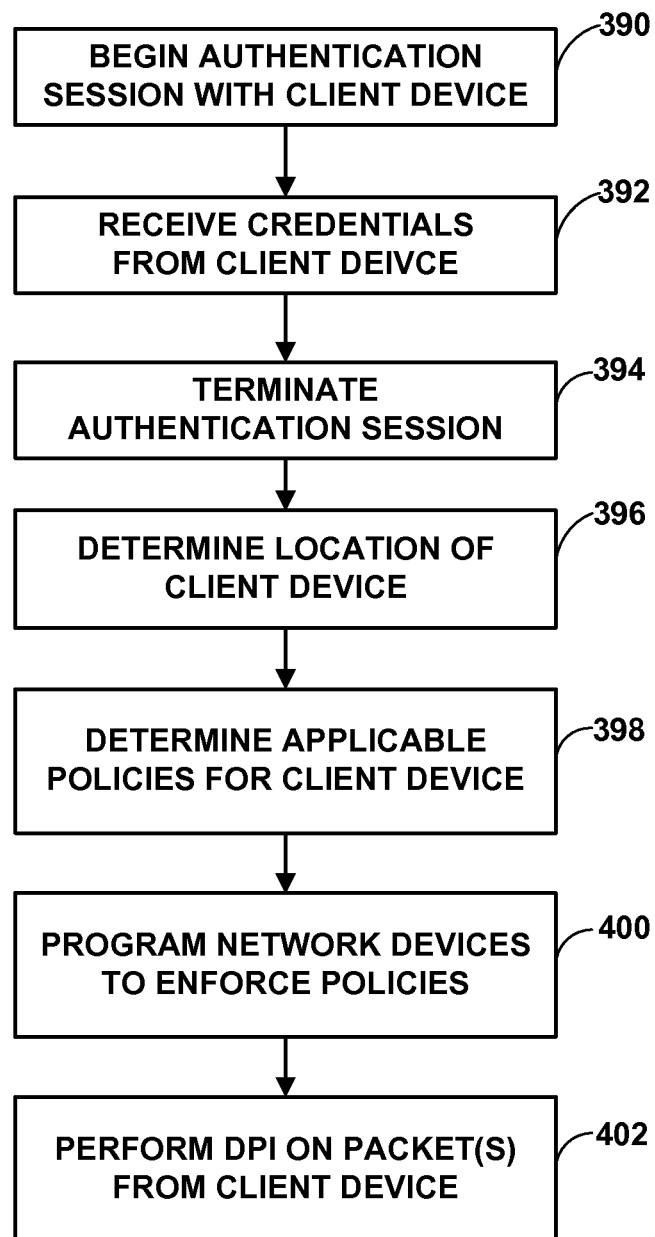 390
BEGIN AUTHENTICATION
SESSION WITH CLIENT DEVICE
392
RECEIVE CREDENTIALS
FROM CLIENT DEIVCE
394
TERMINATE
AUTHENTICATION SESSION
396
DETERMINE LOCATION OF
CLIENT DEVICE
398
DETERMINE APPLICABLE
POLICIES FOR CLIENT DEVICE
400
PROGRAM NETWORK DEVICES
TO ENFORCE POLICIES
402
PERFORM DPI ON PACKET(S)
FROM CLIENT DEVICE